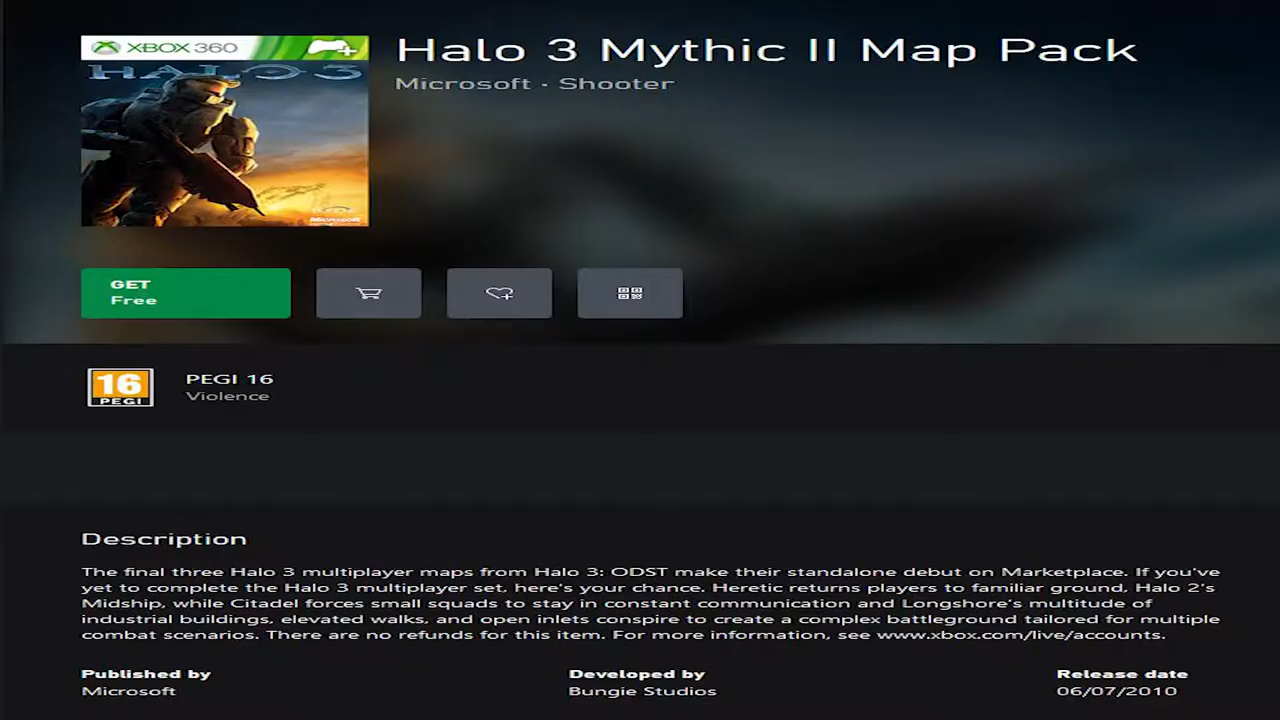 XBOX 360
HALO 3
Microsoft
Halo 3 Mythic II Map Pack
Microsoft · Shooter
GET
Free
16
PEGI
PEGI 16
Violence
Description
The final three Halo 3 multiplayer maps from Halo 3: ODST make their standalone debut on Marketplace. If you've
yet to complete the Halo 3 multiplayer set, here's your chance. Heretic returns players to familiar ground, Halo 2's
Midship, while Citadel forces small squads to stay in constant communication and Longshore's multitude of
industrial buildings, elevated walks, and open inlets conspire to create a complex battleground tailored for multiple
combat scenarios. There are no refunds for this item. For more information, see www.xbox.com/live/accounts.
Published by
Microsoft
Developed by
Bungie Studios
Release date
06/07/2010